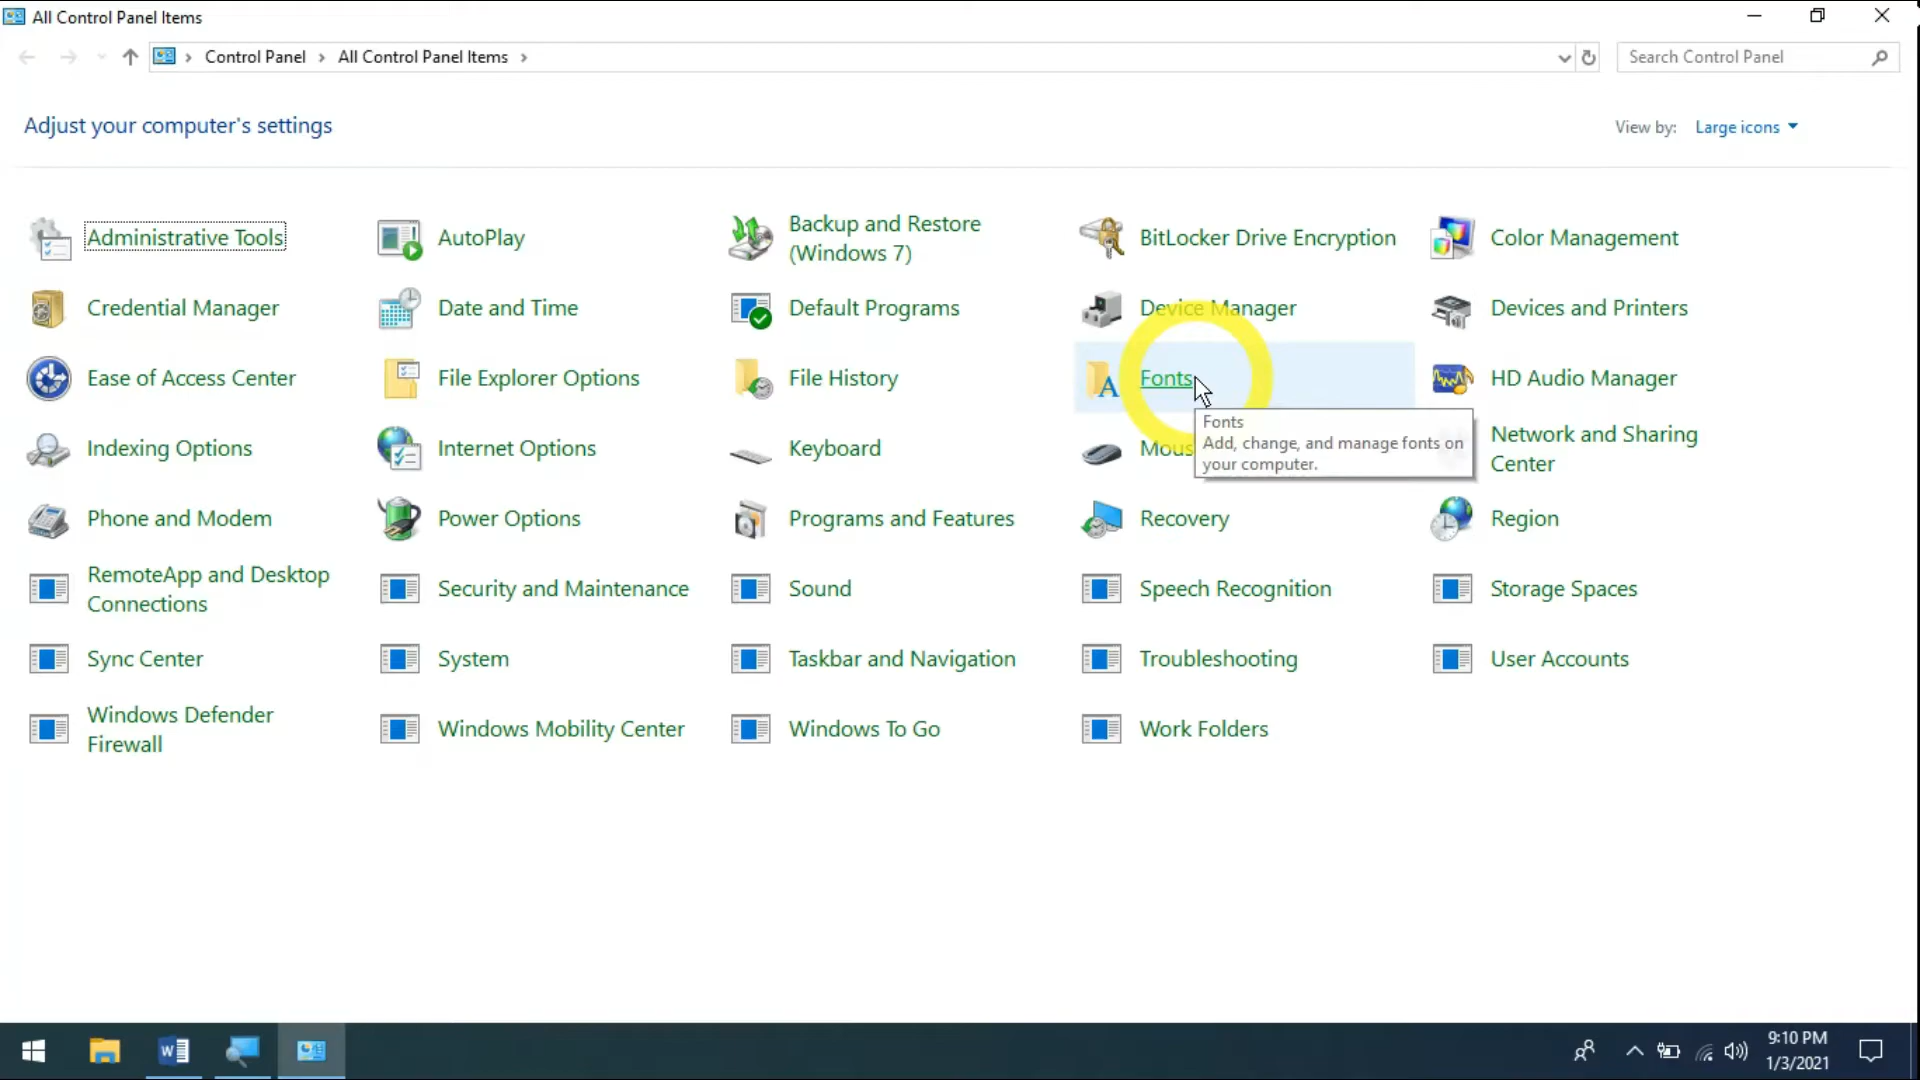 All Control Panel Items
Control Panel
All Control Panel Items
Search Control Panel
Adjust your computer's settings
View by: Large icons
Administrative Tools
AutoPlay
Backup and Restore
(Windows 7)
BitLocker Drive Encryption
Color Management
Credential Manager
Date and Time
Default Programs
Device Manager
Devices and Printers
Ease of Access Center
File Explorer Options
File History
Fonts
HD Audio Manager
Fonts
Add, change, and manage fonts on
your computer.
Indexing Options
Internet Options
Keyboard
Mous
Network and Sharing
Center
Phone and Modem
Power Options
Programs and Features
Recovery
Region
RemoteApp and Desktop
Connections
Security and Maintenance
Sound
Speech Recognition
Storage Spaces
Sync Center
System
Taskbar and Navigation
Troubleshooting
User Accounts
Windows Defender
Firewall
Windows Mobility Center
Windows To Go
Work Folders
9:10 PM
1/3/2021